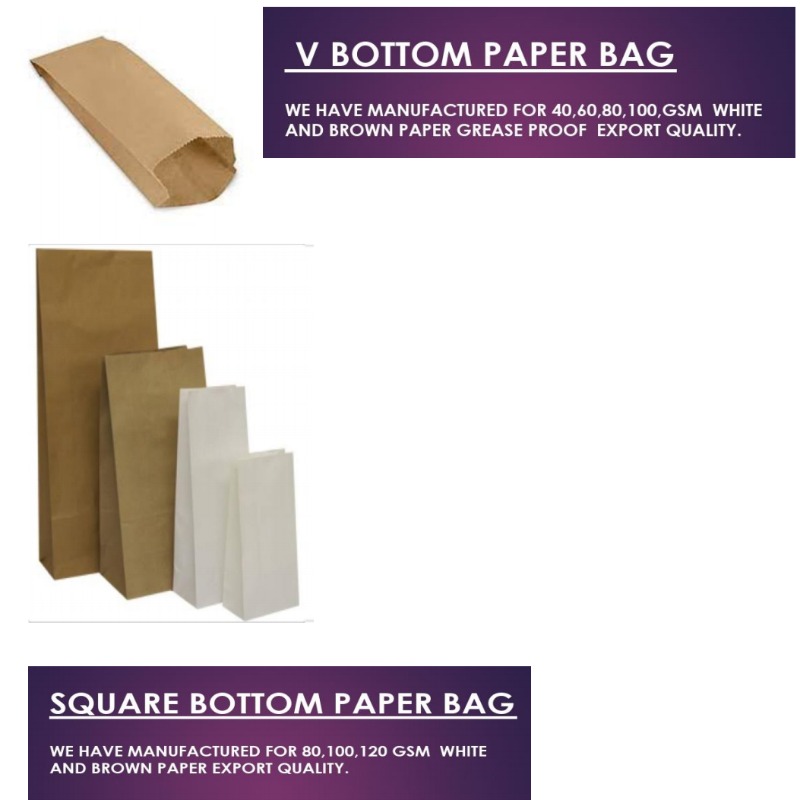 V BOTTOM PAPER BAG
WE HAVE MANUFACTURED FOR 40,60,80,100,GSM WHITE
AND BROWN PAPER GREASE PROOF EXPORT QUALITY.
SQUARE BOTTOM PAPER BAG
WE HAVE MANUFACTURED FOR 80,100,120 GSM WHITE
AND BROWN PAPER EXPORT QUALITY.